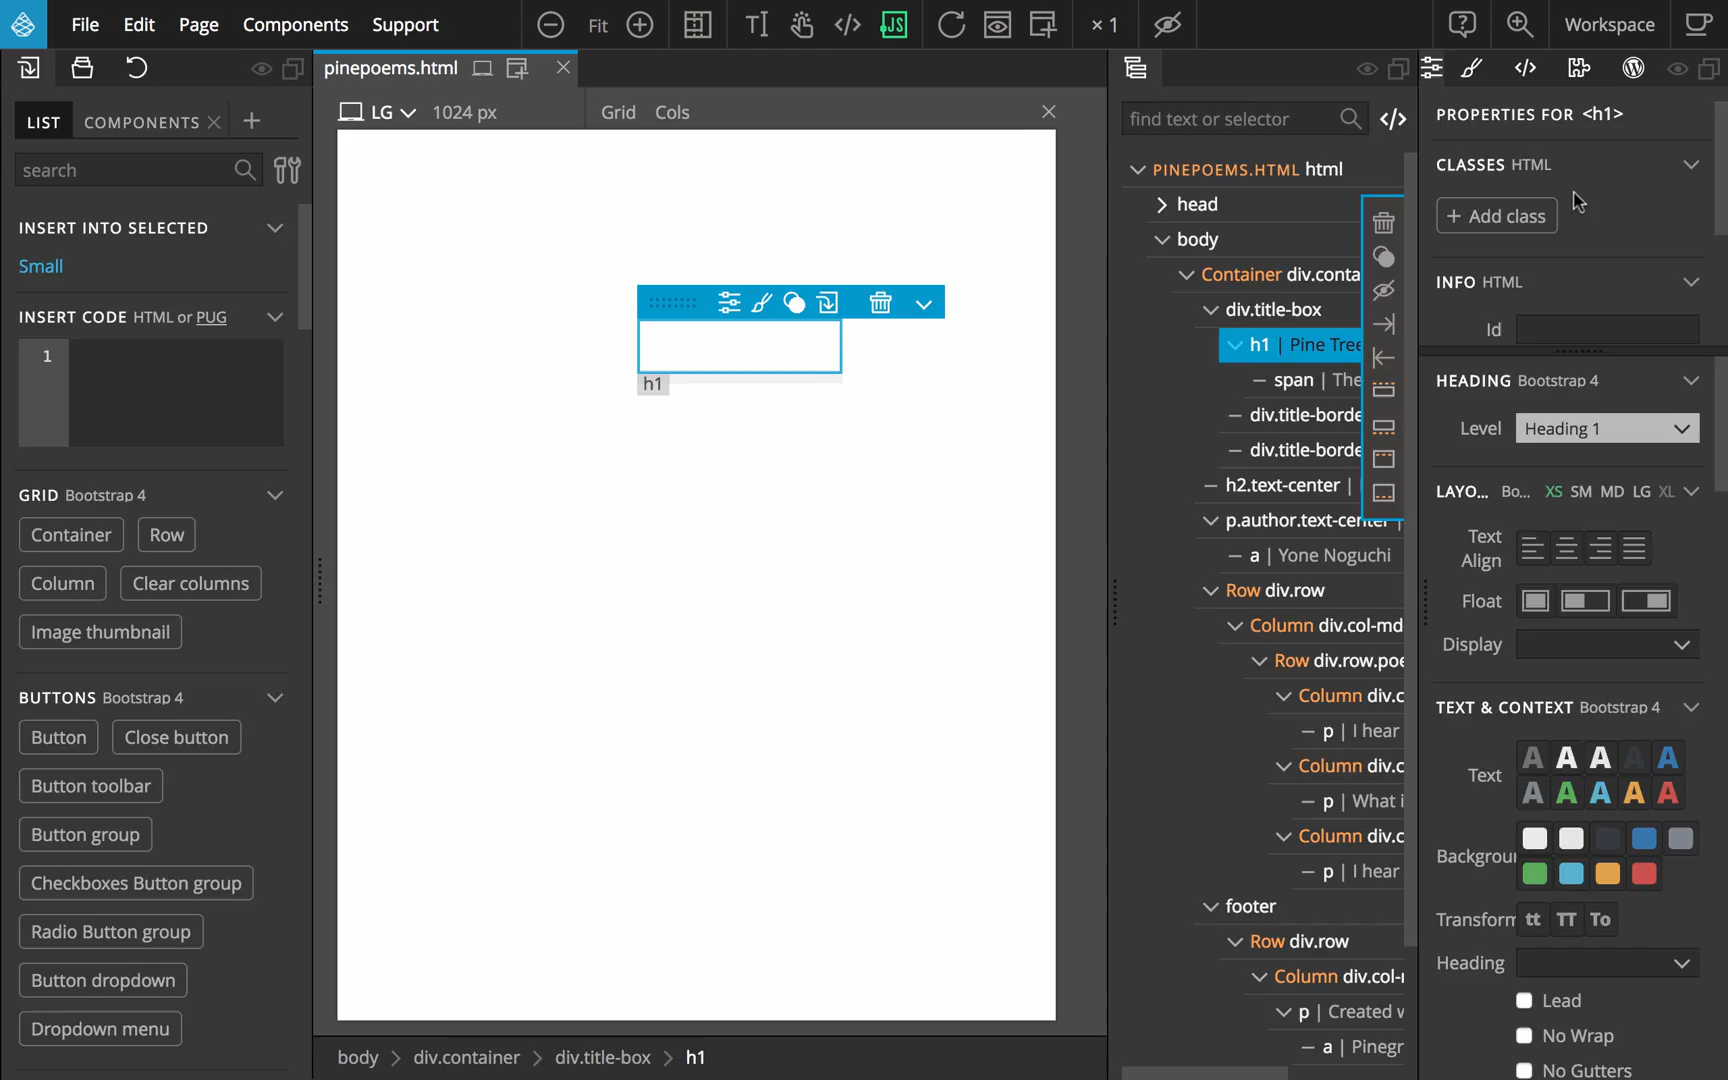 File Edit Page Components Support
Fit
TI
</>
JS
× 1
Workspace
pinepoems.html
LIST COMPONENTS
search
INSERT INTO SELECTED
Small
INSERT CODE HTML or PUG
1
GRID Bootstrap 4
Container Row
Column Clear columns
Image thumbnail
BUTTONS Bootstrap 4
Button Close button
Button toolbar
Button group
Checkboxes Button group
Radio Button group
Button dropdown
Dropdown menu
LG 1024 px Grid Cols
h1
body > div.container > div.title-box > h1
find text or selector </>
PINEPOEMS.HTML html
head
body
Container div.conta
div.title-box
h1 | Pine Tree
span | The
div.title-borde
div.title-borde
h2.text-center |
p.author.text-center |
a | Yone Noguchi
Row div.row
Column div.col-md
Row div.row.poe
Column div.c
p | I hear
Column div.c
p | What i
Column div.c
p | I hear
footer
Row div.row
Column div.col-
p | Created w
a | Pinegr
</>
PROPERTIES FOR <h1>
CLASSES HTML
+ Add class
INFO HTML
Id
HEADING Bootstrap 4
Level Heading 1
LAYO... Bo... XS SM MD LG XL
Text
Align
Float
Display
TEXT & CONTEXT Bootstrap 4
Text A A A A A
A A A A A
Backgrou
Transform tt TT To
Heading
Lead
No Wrap
No Gutters